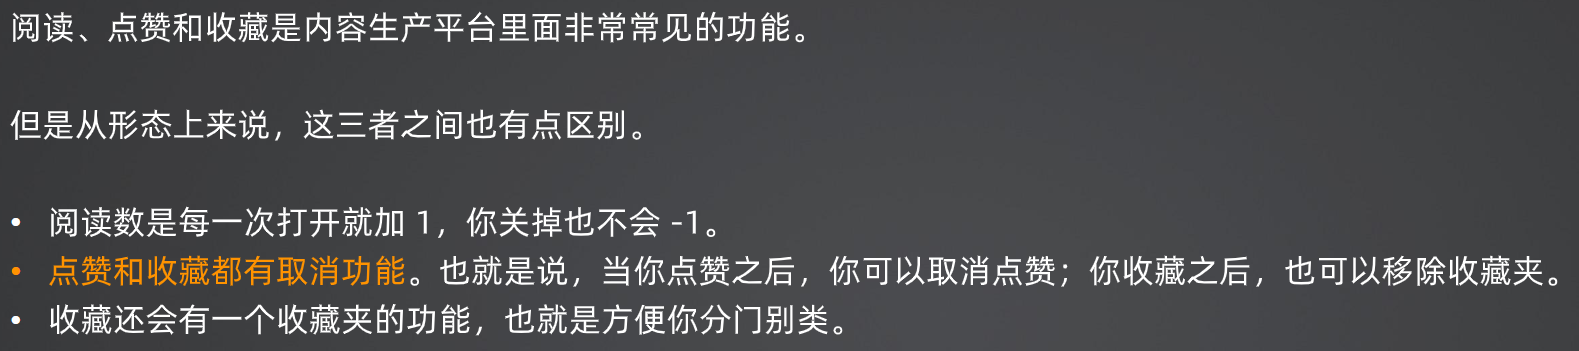 阅读、点赞和收藏是内容生产平台里面非常常见的功能。
但是从形态上来说，这三者之间也有点区别。
• 阅读数是每一次打开就加 1，你关掉也不会 -1。
• 点赞和收藏都有取消功能。也就是说，当你点赞之后，你可以取消点赞；你收藏之后，也可以移除收藏夹。
• 收藏还会有一个收藏夹的功能，也就是方便你分门别类。